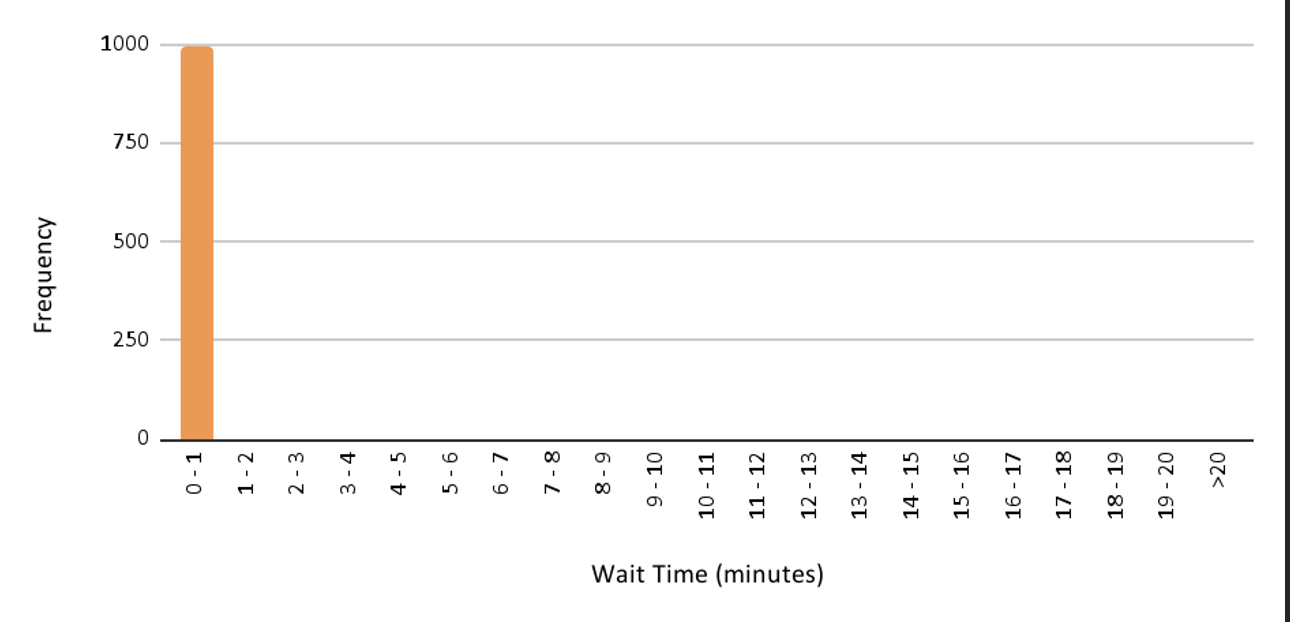 1000
750
500
250
0
Frequency
0 - 1
1 - 2
2 - 3
3 - 4
4 - 5
5 - 6
6 - 7
7 - 8
8 - 9
9 - 10
10 - 11
11 - 12
12 - 13
13 - 14
14 - 15
15 - 16
16 - 17
17 - 18
18 - 19
19 - 20
>20
Wait Time (minutes)